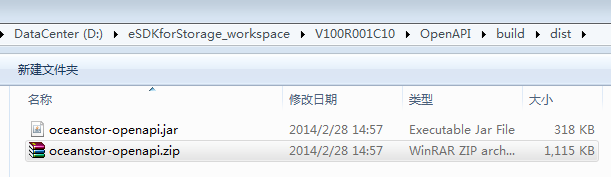 DataCenter (D:) ▸ eSDKforStorage_workspace ▸ V100R001C10 ▸ OpenAPI ▸ build ▸ dist ▸
新建文件夹
名称 修改日期 类型 大小
oceanstor-openapi.jar 2014/2/28 14:57 Executable Jar File 318 KB
oceanstor-openapi.zip 2014/2/28 14:57 WinRAR ZIP arch... 1,115 KB